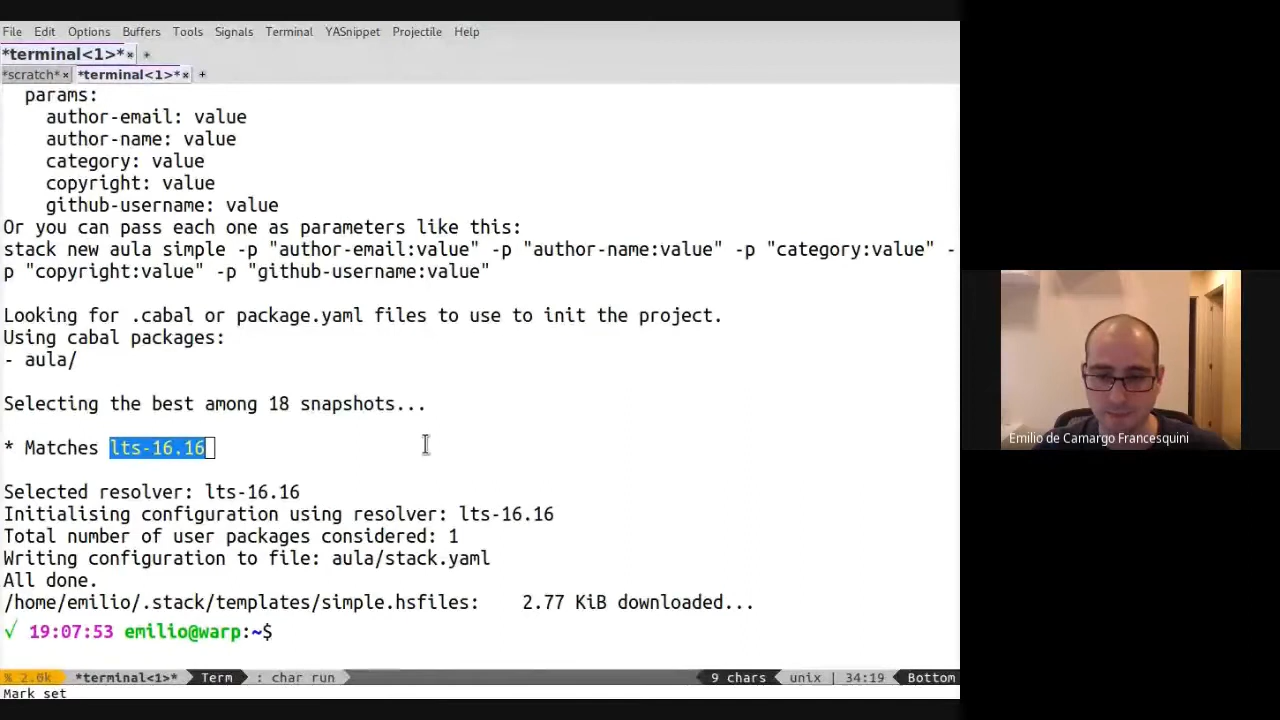 File Edit Options Buffers Tools Signals Terminal YASnippet Projectile Help
*terminal<1>*× +
*scratch*× *terminal<1>*× +
params:
author-email: value
author-name: value
category: value
copyright: value
github-username: value
Or you can pass each one as parameters like this:
stack new aula simple -p "author-email:value" -p "author-name:value" -p "category:value" -
p "copyright:value" -p "github-username:value"
Looking for .cabal or package.yaml files to use to init the project.
Using cabal packages:
- aula/
Selecting the best among 18 snapshots...
* Matches lts-16.16
Selected resolver: lts-16.16
Initialising configuration using resolver: lts-16.16
Total number of user packages considered: 1
Writing configuration to file: aula/stack.yaml
All done.
/home/emilio/.stack/templates/simple.hsfiles: 2.77 KiB downloaded...
√ 19:07:53 emilio@warp:~$
% 2.0k *terminal<1>* Term : char run 9 chars unix | 34:19 Bottom
Mark set
Emilio de Camargo Francesquini